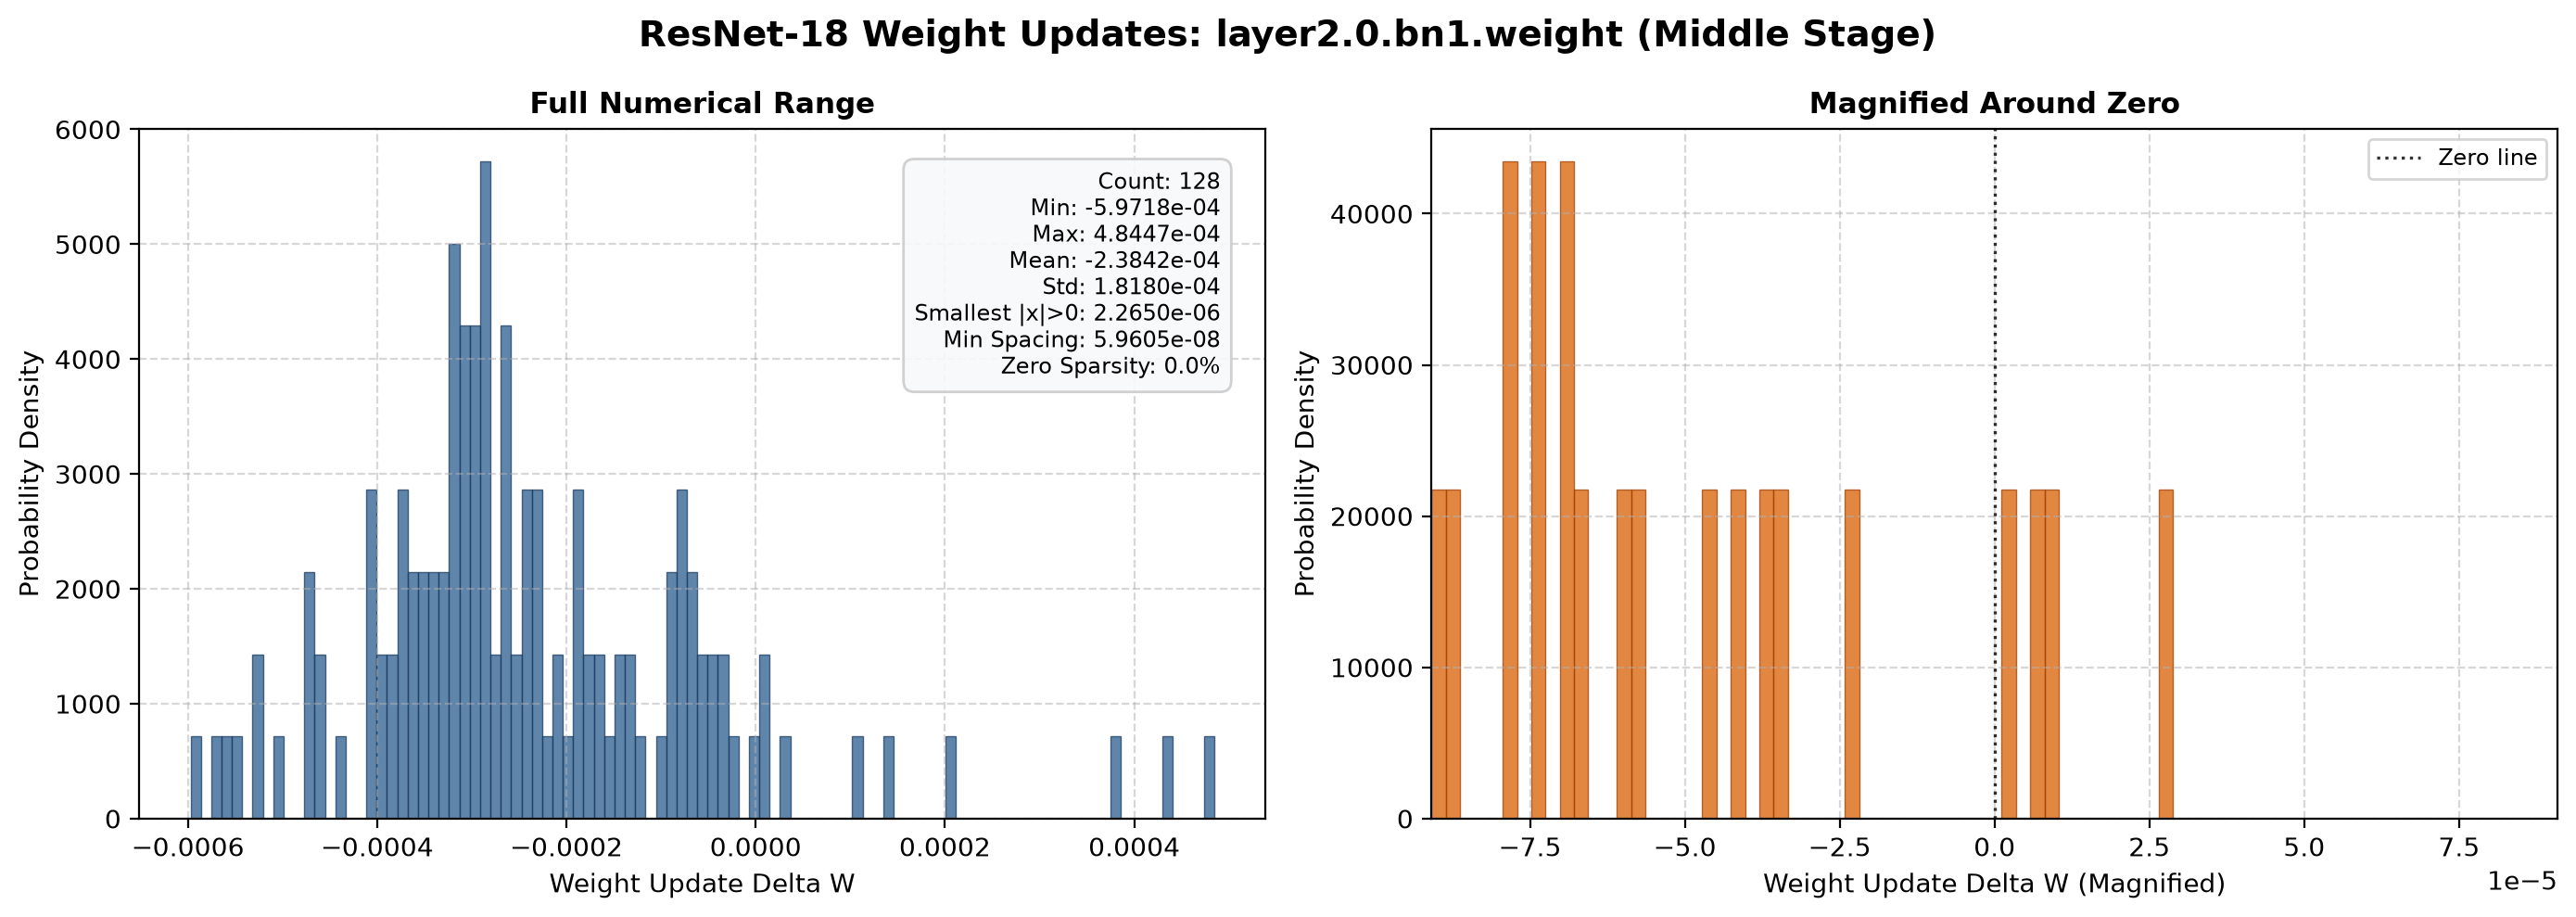 ResNet-18 Weight Updates: layer2.0.bn1.weight (Middle Stage)
Full Numerical Range
Probability Density
6000
5000
4000
3000
2000
1000
0
Count: 128
Min: -5.9718e-04
Max: 4.8447e-04
Mean: -2.3842e-04
Std: 1.8180e-04
Smallest |x|>0: 2.2650e-06
Min Spacing: 5.9605e-08
Zero Sparsity: 0.0%
−0.0006 −0.0004 −0.0002 0.0000 0.0002 0.0004
Weight Update Delta W
Magnified Around Zero
Probability Density
40000
30000
20000
10000
0
Zero line
−7.5 −5.0 −2.5 0.0 2.5 5.0 7.5
1e−5
Weight Update Delta W (Magnified)